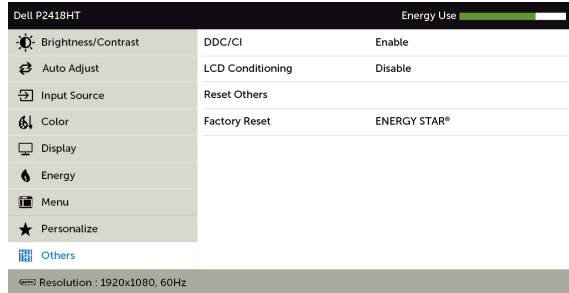 Dell P2418HT Energy Use
Brightness/Contrast DDC/CI Enable
Auto Adjust LCD Conditioning Disable
Input Source Reset Others
Color Factory Reset ENERGY STAR®
Display
Energy
Menu
Personalize
Others
Resolution : 1920x1080, 60Hz